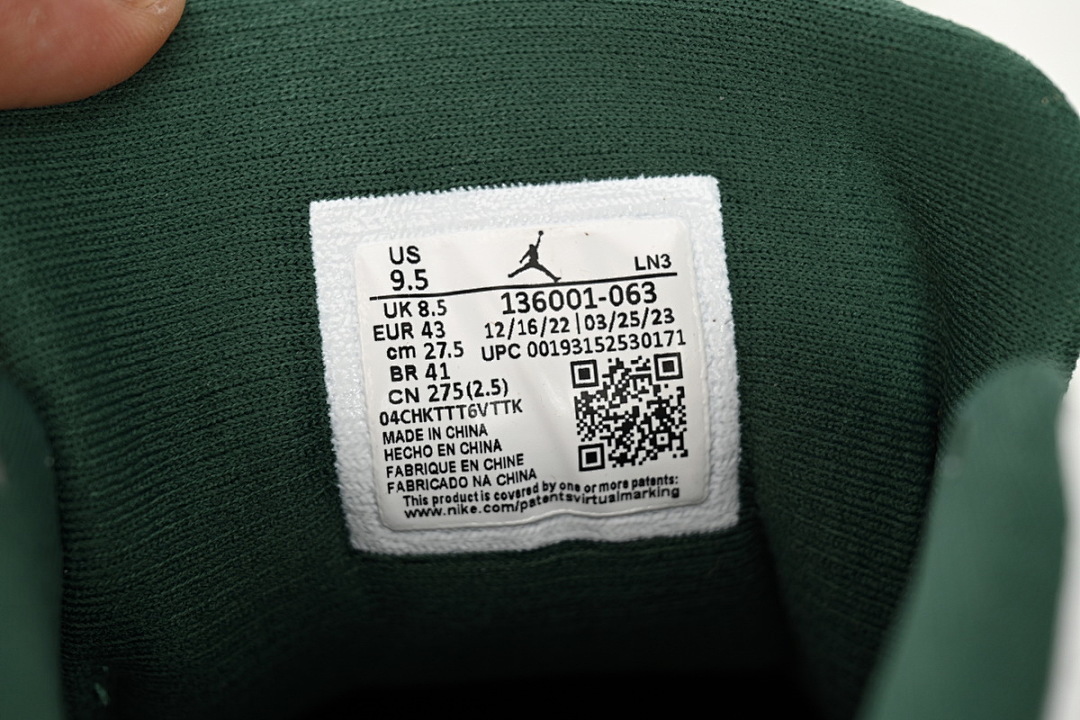 US
9.5
LN3
UK 8.5
136001-063
EUR 43
12/16/22 | 03/25/23
cm 27.5
UPC 00193152530171
BR 41
CN 275(2.5)
04CHKTTT6VTTK
MADE IN CHINA
HECHO EN CHINA
FABRIQUE EN CHINE
FABRICADO NA CHINA
This product is covered by one or more patents:
www.nike.com/patentsvirtualmarking